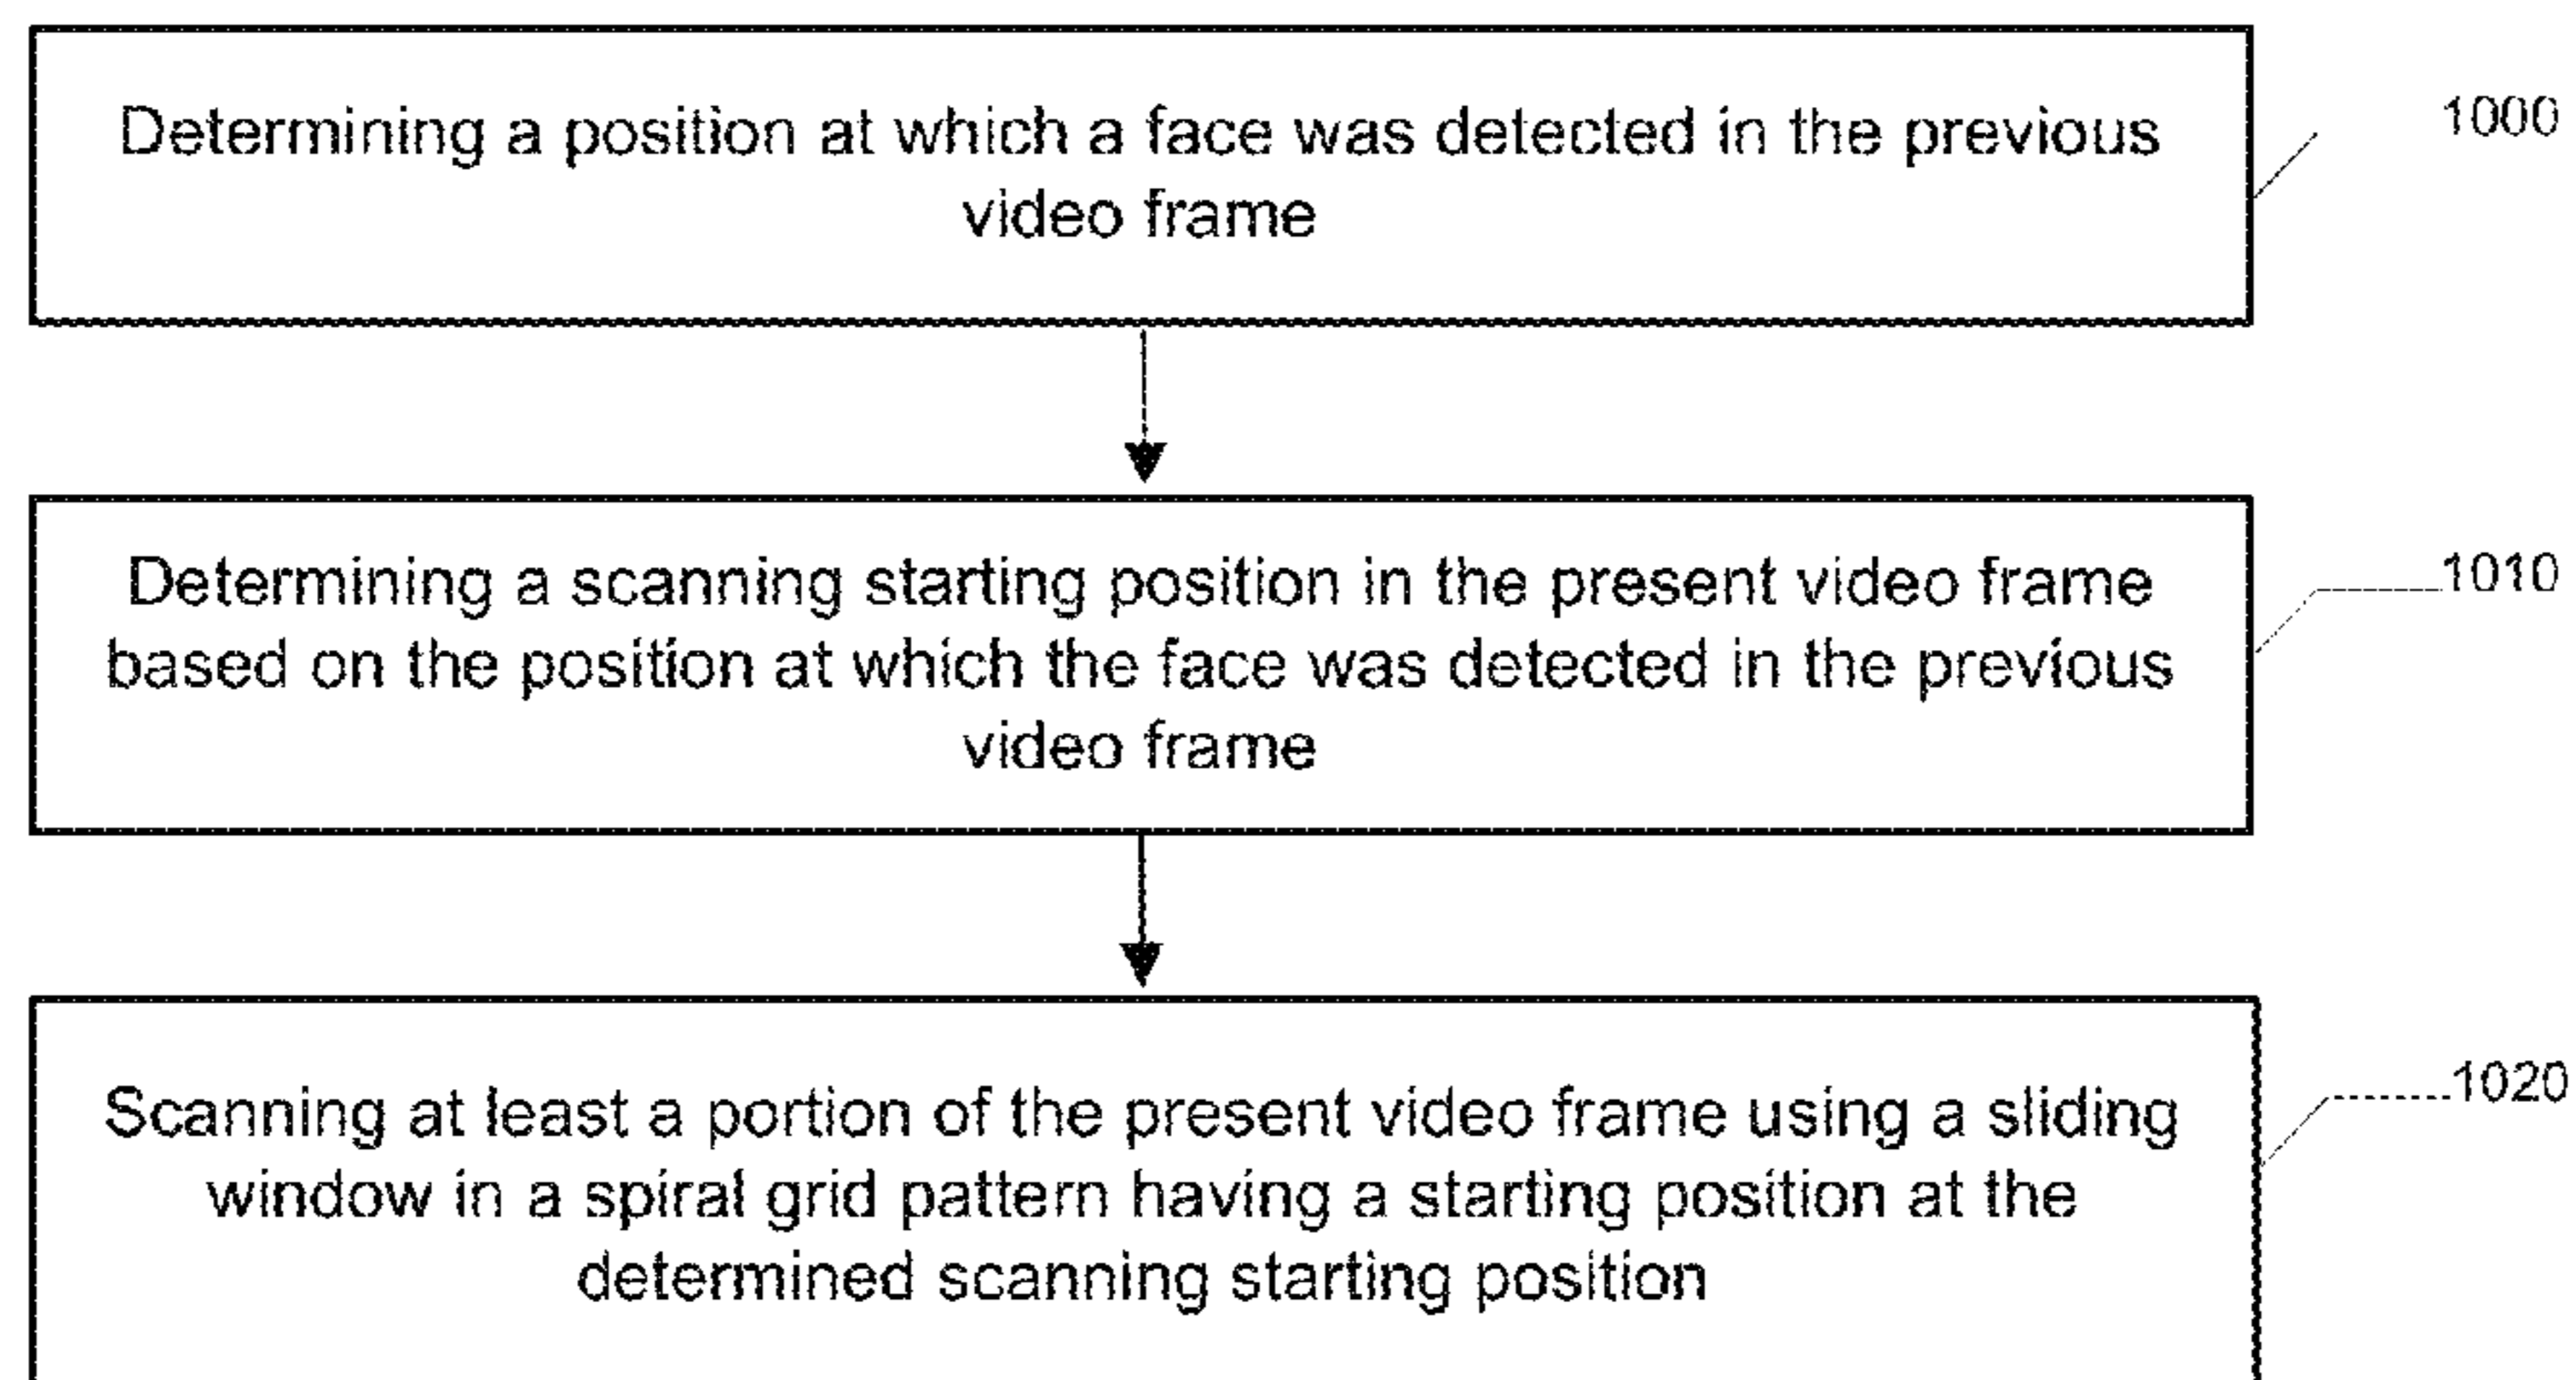 Determining a position at which a face was detected in the previous
video frame
1000
Determining a scanning starting position in the present video frame
based on the position at which the face was detected in the previous
video frame
1010
Scanning at least a portion of the present video frame using a sliding
window in a spiral grid pattern having a starting position at the
determined scanning starting position
1020